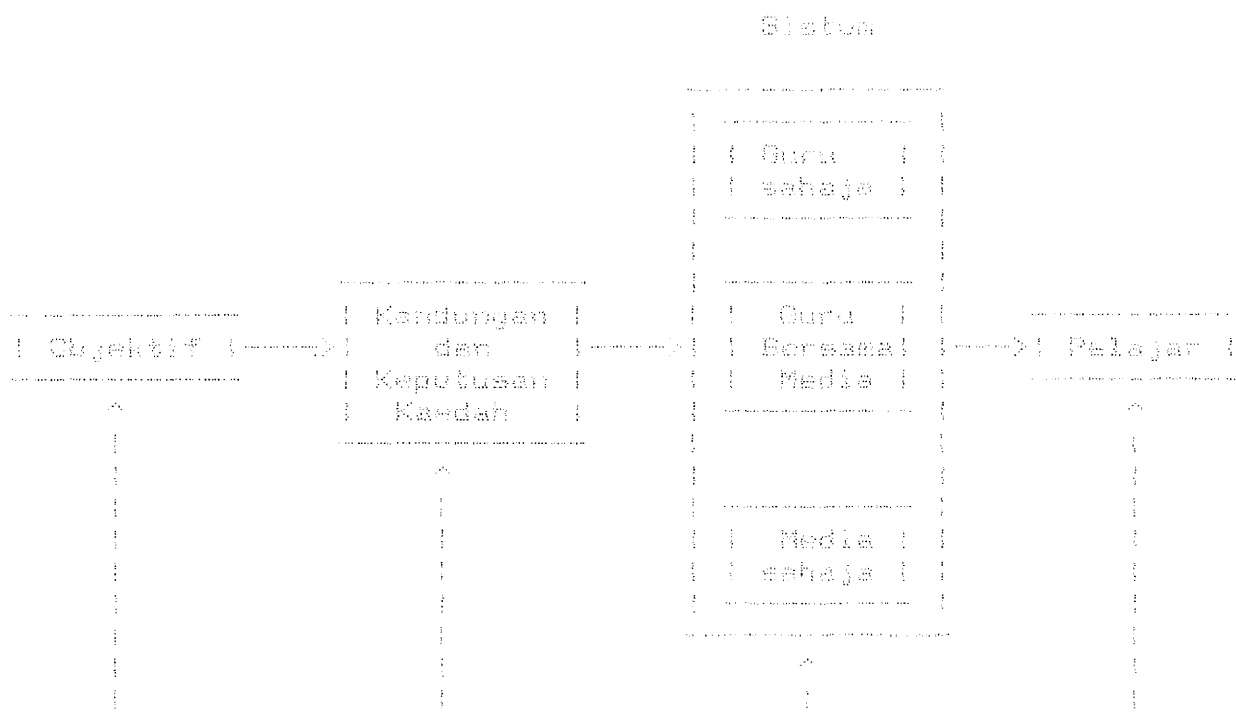 Sistem
Guru
sahaja
Objektif
Kandungan
dan
Keputusan
Kaedah
Guru
Bersama
Media
Pelajar
Media
sahaja